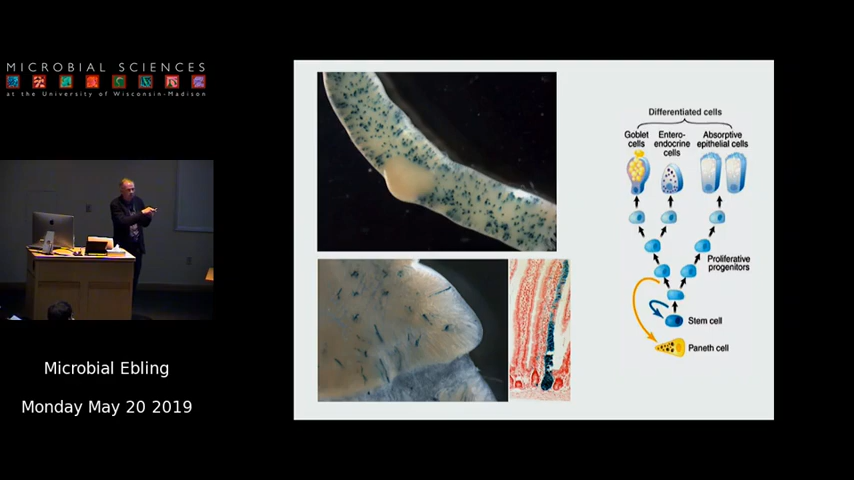 MICROBIAL SCIENCES
at the University of Wisconsin-Madison
Microbial Ebling
Monday May 20 2019
Differentiated cells
Goblet
cells
Entero-
endocrine
cells
Absorptive
epithelial cells
Proliferative
progenitors
Stem cell
Paneth cell